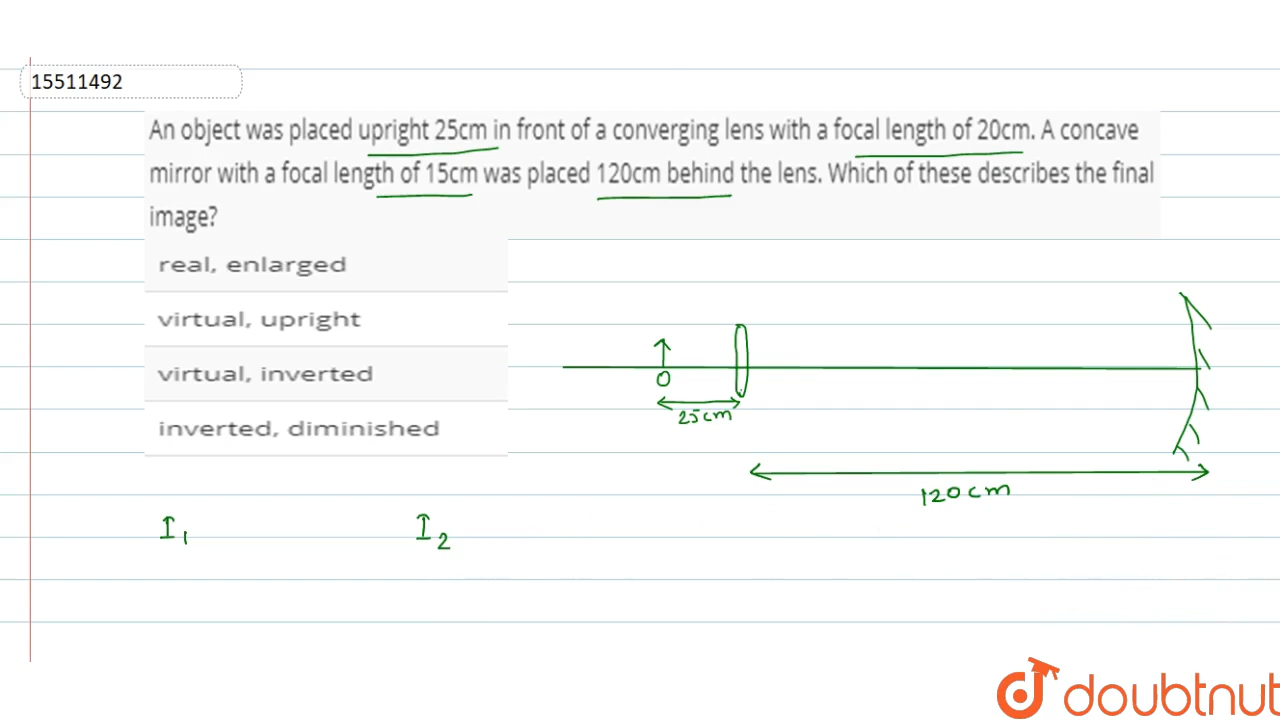 15511492
An object was placed upright 25cm in front of a converging lens with a focal length of 20cm. A concave
mirror with a focal length of 15cm was placed 120cm behind the lens. Which of these describes the final
image?
real, enlarged
virtual, upright
virtual, inverted
inverted, diminished
O
25cm
120cm
I₁ I₂
doubtnut